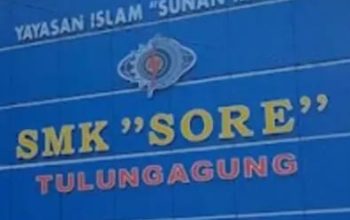 YAYASAN ISLAM "SUNAN
SMK "SORE"
TULUNGAGUNG